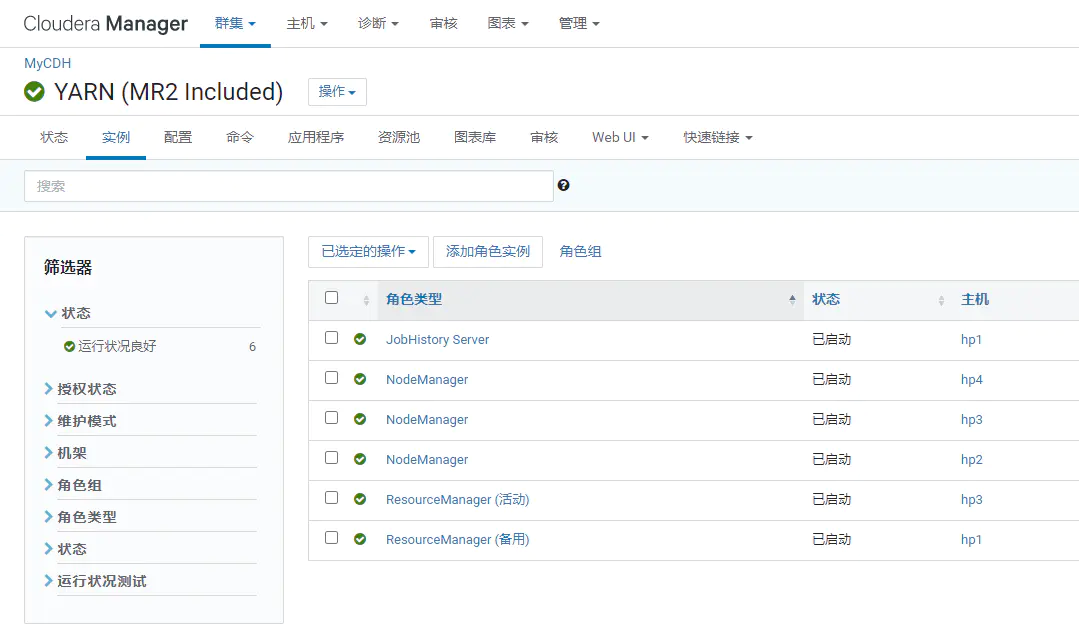 Cloudera Manager 群集 主机 诊断 审核 图表 管理
MyCDH
YARN (MR2 Included) 操作
状态 实例 配置 命令 应用程序 资源池 图表库 审核 Web UI 快速链接
搜索
筛选器
状态
运行状况良好 6
授权状态
维护模式
机架
角色组
角色类型
状态
运行状况测试
已选定的操作 添加角色实例 角色组
角色类型 状态 主机
JobHistory Server 已启动 hp1
NodeManager 已启动 hp4
NodeManager 已启动 hp3
NodeManager 已启动 hp2
ResourceManager (活动) 已启动 hp3
ResourceManager (备用) 已启动 hp1